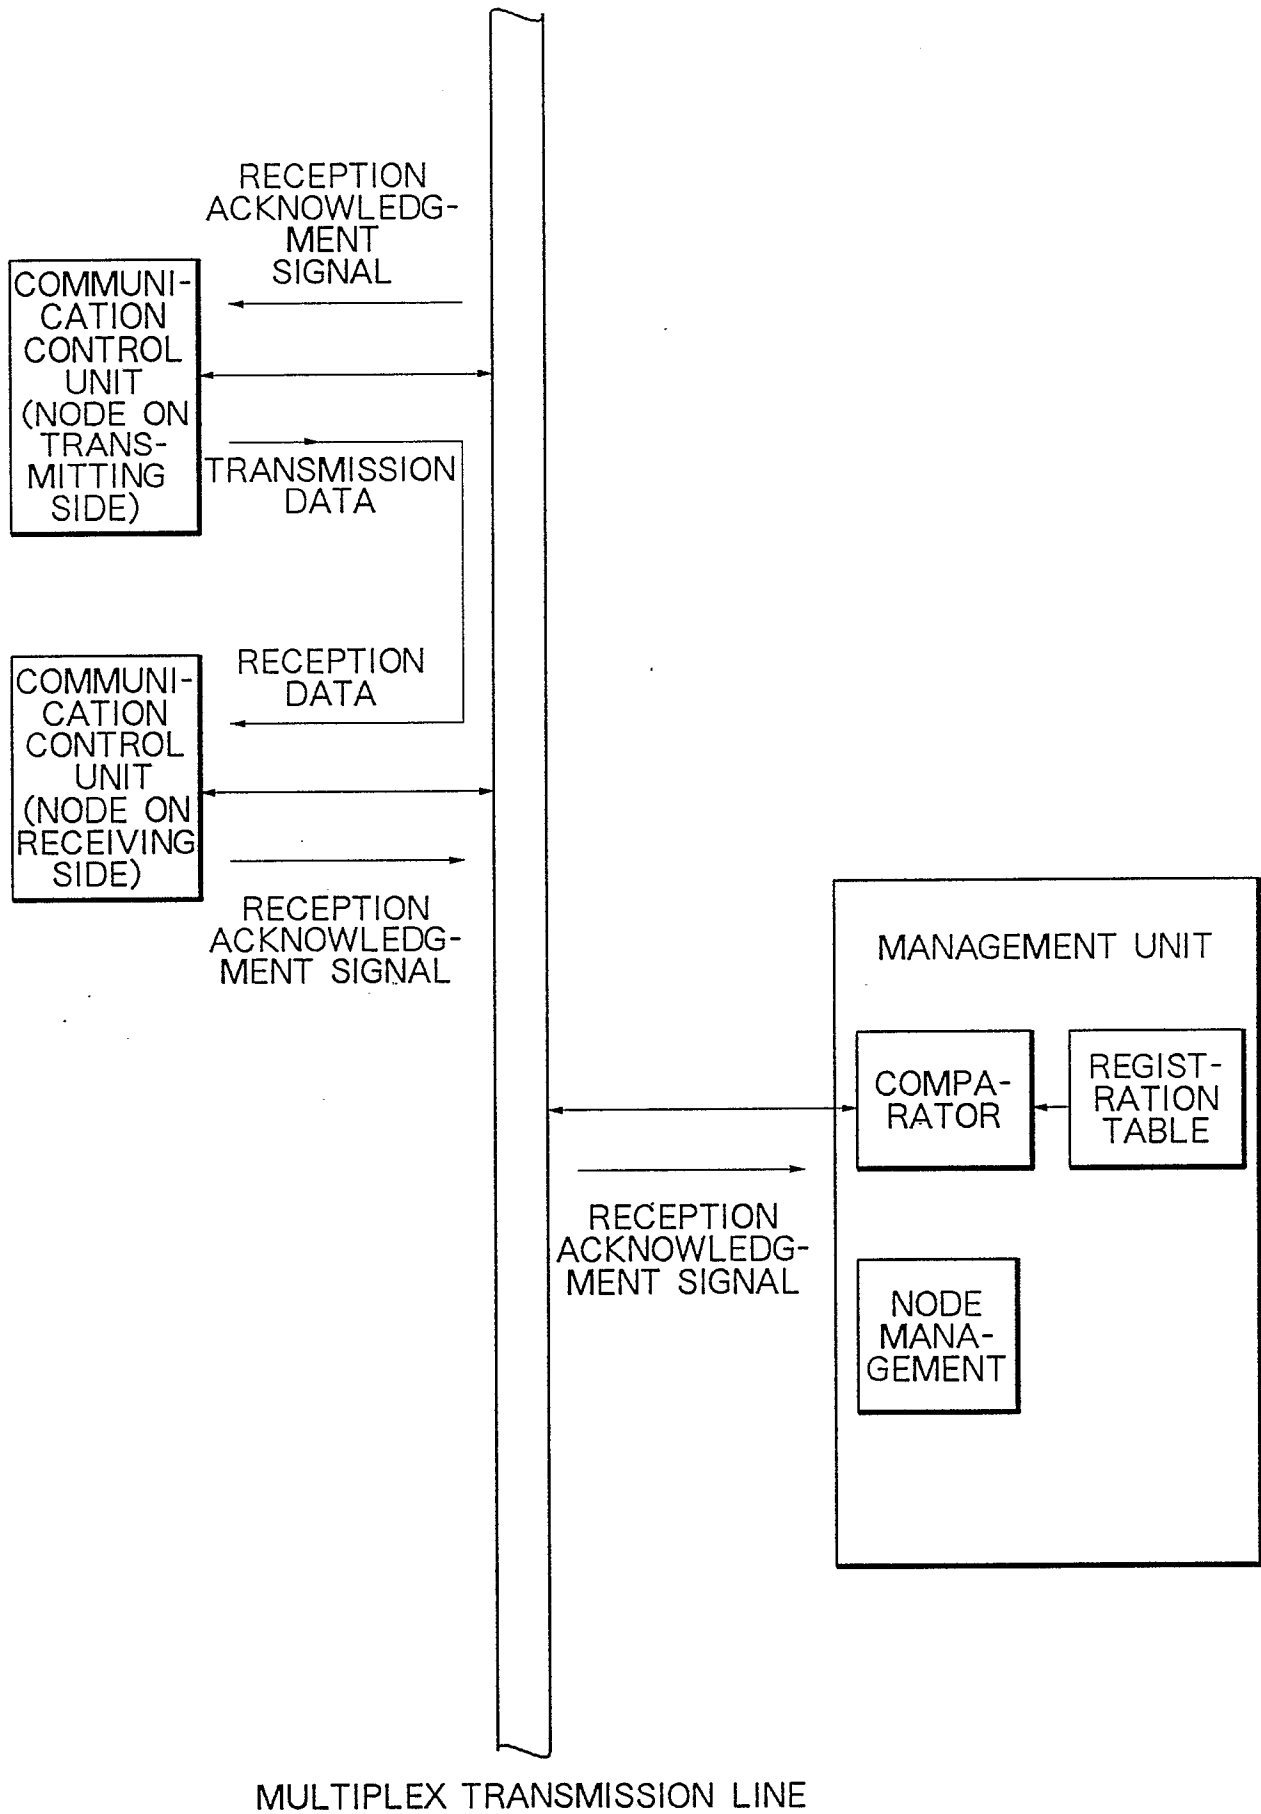 RECEPTION
ACKNOWLEDG-
MENT
SIGNAL
COMMUNI-
CATION
CONTROL
UNIT
(NODE ON
TRANS-
MITTING
SIDE)
TRANSMISSION
DATA
RECEPTION
DATA
COMMUNI-
CATION
CONTROL
UNIT
(NODE ON
RECEIVING
SIDE)
RECEPTION
ACKNOWLEDG-
MENT SIGNAL
MANAGEMENT UNIT
COMPA-
RATOR
REGIST-
RATION
TABLE
RECEPTION
ACKNOWLEDG-
MENT SIGNAL
NODE
MANA-
GEMENT
MULTIPLEX TRANSMISSION LINE